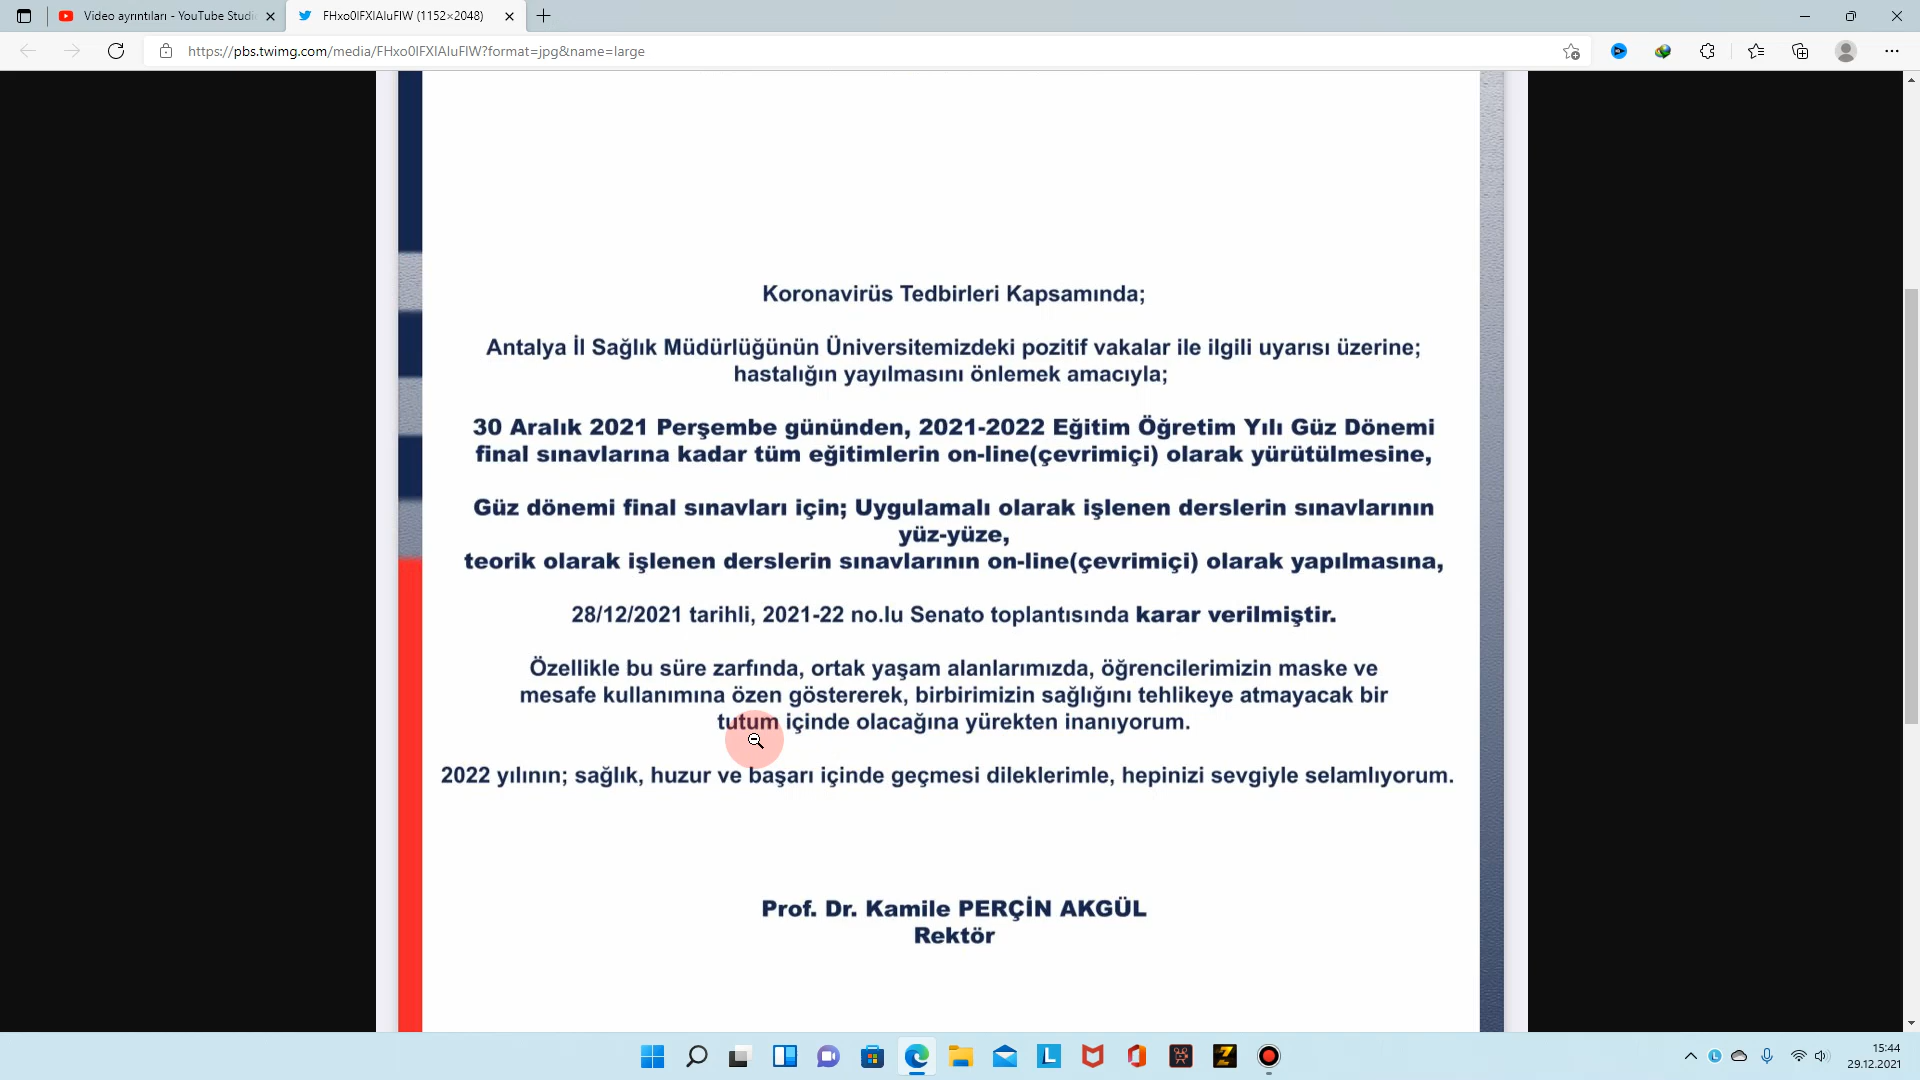 Video ayrıntıları - YouTube Studi
FHxo0IFXIAIuFIW (1152×2048)
https://pbs.twimg.com/media/FHxo0IFXIAIuFIW?format=jpg&name=large
Koronavirüs Tedbirleri Kapsamında;
Antalya İl Sağlık Müdürlüğünün Üniversitemizdeki pozitif vakalar ile ilgili uyarısı üzerine;
hastalığın yayılmasını önlemek amacıyla;
30 Aralık 2021 Perşembe gününden, 2021-2022 Eğitim Öğretim Yılı Güz Dönemi
final sınavlarına kadar tüm eğitimlerin on-line(çevrimiçi) olarak yürütülmesine,
Güz dönemi final sınavları için; Uygulamalı olarak işlenen derslerin sınavlarının
yüz-yüze,
teorik olarak işlenen derslerin sınavlarının on-line(çevrimiçi) olarak yapılmasına,
28/12/2021 tarihli, 2021-22 no.lu Senato toplantısında karar verilmiştir.
Özellikle bu süre zarfında, ortak yaşam alanlarımızda, öğrencilerimizin maske ve
mesafe kullanımına özen göstererek, birbirimizin sağlığını tehlikeye atmayacak bir
tutum içinde olacağına yürekten inanıyorum.
2022 yılının; sağlık, huzur ve başarı içinde geçmesi dileklerimle, hepinizi sevgiyle selamlıyorum.
Prof. Dr. Kamile PERÇİN AKGÜL
Rektör
15:44
29.12.2021